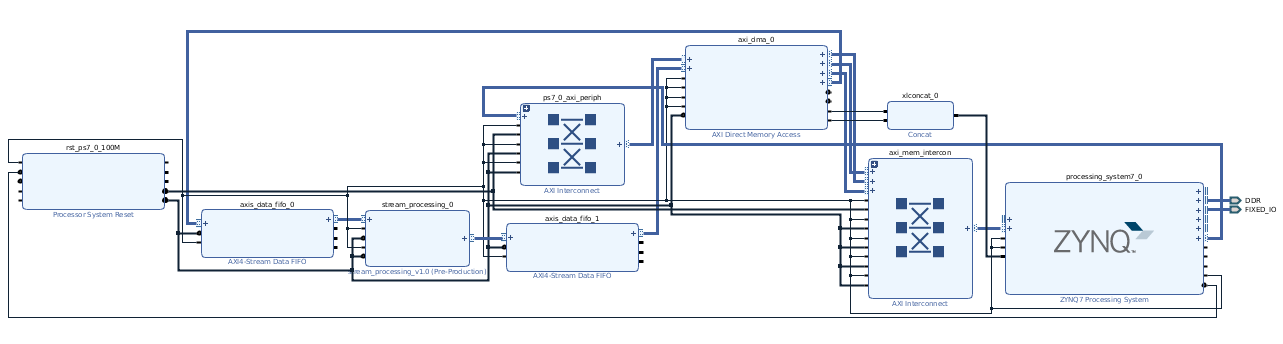 axi_dma_0
AXI Direct Memory Access
xlconcat_0
Concat
ps7_0_axi_periph
AXI Interconnect
rst_ps7_0_100M
Processor System Reset
axi_mem_intercon
AXI Interconnect
processing_system7_0
ZYNQ
ZYNQ7 Processing System
DDR
FIXED_IO
axis_data_fifo_0
AXI4-Stream Data FIFO
stream_processing_0
stream_processing_v1.0 (Pre-Production)
axis_data_fifo_1
AXI4-Stream Data FIFO